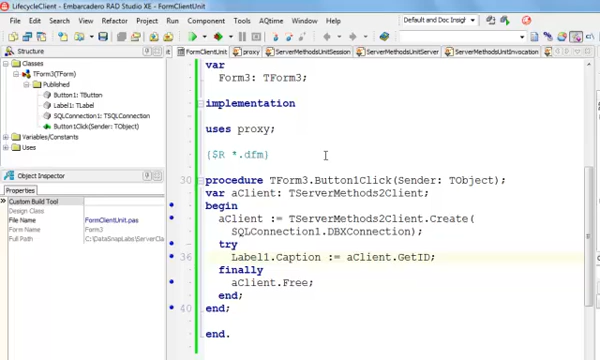 LifecycleClient - Embarcadero RAD Studio XE - FormClientUnit
File Edit Search View Refactor Project Run Component Tools AQtime Window Help
Default and Doc Insigl
Structure
FormClientUnit proxy ServerMethodsUnitSession ServerMethodsUnitServer ServerMethodsUnitInvocation
Classes
TForm3(TForm)
Published
Button1: TButton
Label1: TLabel
SQLConnection1: TSQLConnection
Button1Click(Sender: TObject)
Variables/Constants
Uses
Object Inspector
Properties
Custom Build Tool
Design Class
File Name FormClientUnit.pas
Form Name Form3
Full Path C:\DataSnapLabs\ServerCla
var
Form3: TForm3;
implementation
uses proxy;
{$R *.dfm}
30 procedure TForm3.Button1Click(Sender: TObject);
var aClient: TServerMethods2Client;
begin
aClient := TServerMethods2Client.Create(
SQLConnection1.DBXConnection);
try
36 Label1.Caption := aClient.GetID;
finally
aClient.Free;
end;
40 end;
end.